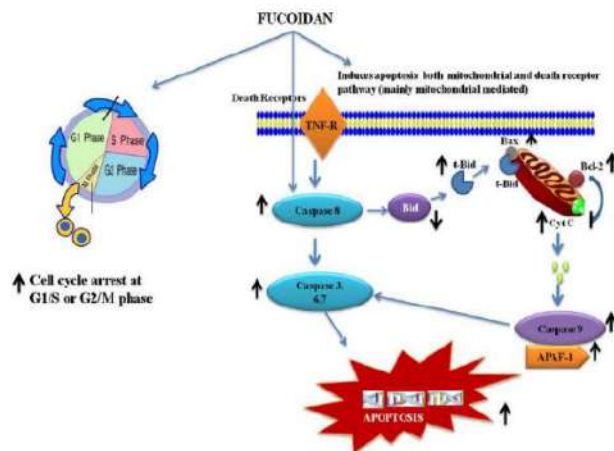 FUCOIDAN
Induces apoptosis both mitochondrial and death receptor
pathway (mainly mitochondrial mediated)
Death Receptors
TNF-R
G1 Phase
S Phase
G2 Phase
M Phase
Bax
t-Bid
t-Bid
Bcl-2
Cyt C
Caspase 8
Bid
Cell cycle arrest at
G1/S or G2/M phase
Caspase 3,
6,7
Caspase 9
APAF-1
APOPTOSIS